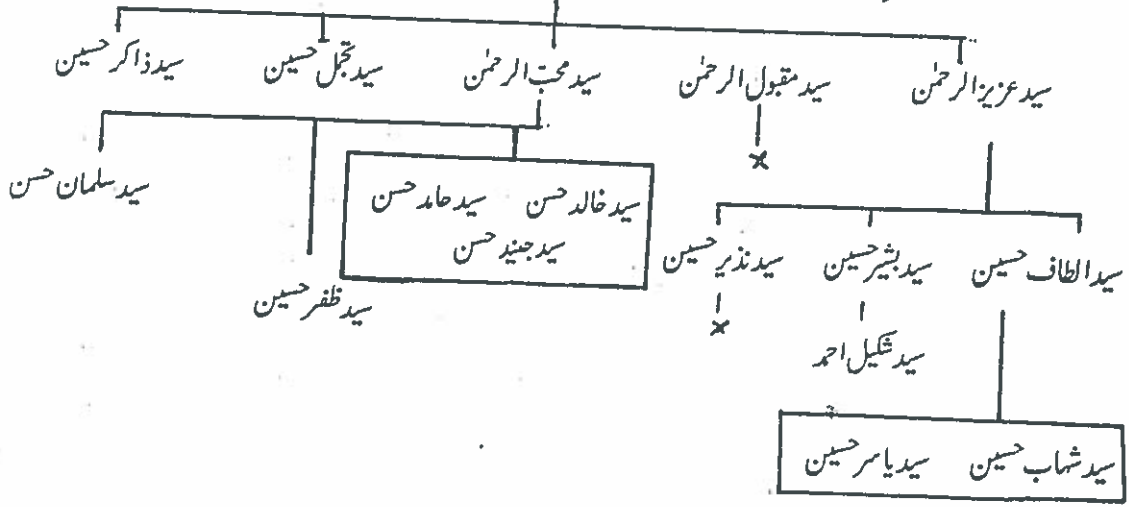 سید عزیز الرحمٰن سید مقبول الرحمٰن سید محب الرحمٰن سید تجمل حسین سید ذاکر حسین
×
سید خالد حسن سید حامد حسن سید سلمان حسن
سید جنید حسن
سید الطاف حسین سید بشیر حسین سید نذیر حسین
سید ظفر حسین
×
سید شکیل احمد
سید شہاب حسین سید یاسر حسین